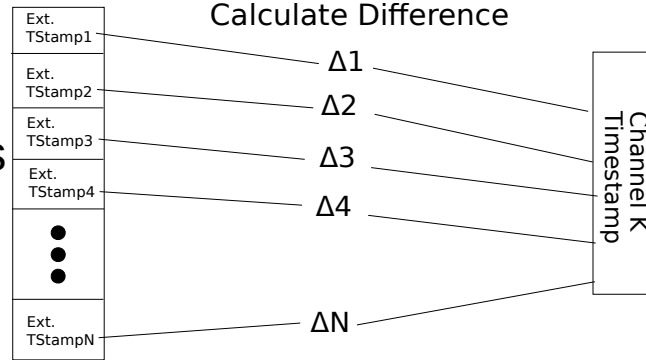 Calculate Difference
Ext.
TStamp1
Ext.
TStamp2
Ext.
TStamp3
Ext.
TStamp4
Ext.
TStampN
Δ1
Δ2
Δ3
Δ4
ΔN
Channel K
Timestamp